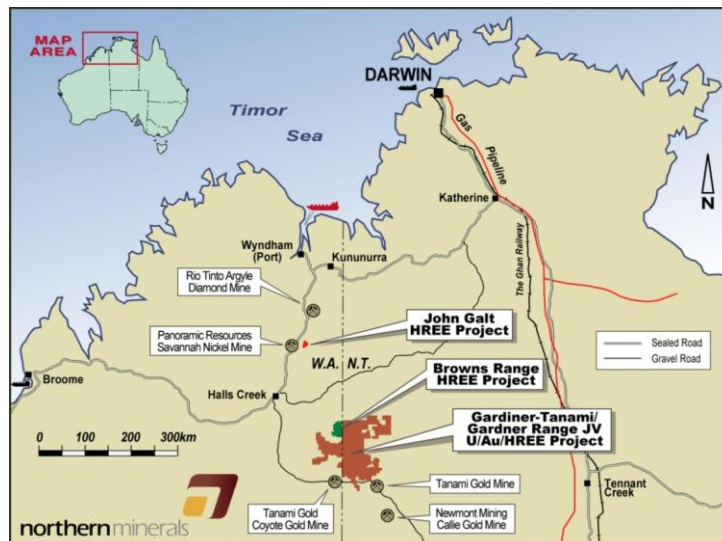 MAP
AREA
DARWIN
Timor
Sea
Gas
Pipeline
Katherine
N
Wyndham
(Port)
Kununurra
The Ghan Railway
Rio Tinto Argyle
Diamond Mine
John Galt
HREE Project
Panoramic Resources
Savannah Nickel Mine
Sealed Road
Gravel Road
W.A. N.T.
Browns Range
HREE Project
Broome
Halls Creek
Gardiner-Tanami/
Gardner Range JV
U/Au/HREE Project
0 100 200 300km
Tanami Gold Mine
Tennant
Creek
Tanami Gold
Coyote Gold Mine
Newmont Mining
Callie Gold Mine
northernminerals